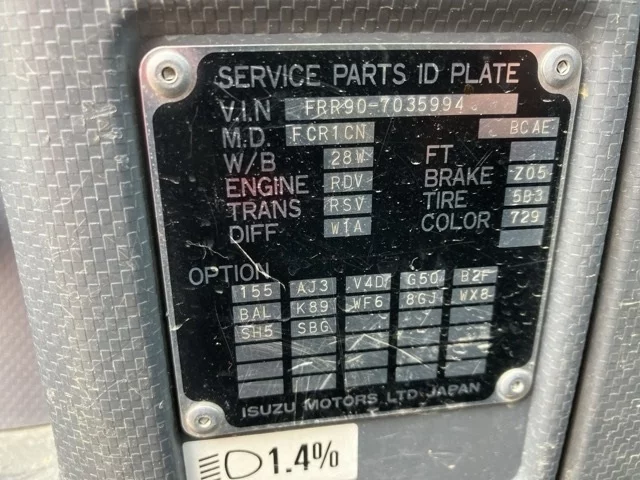 SERVICE PARTS ID PLATE
V.I.N FRR90-7035994
M.D. FCR1CN BCAE
W/B 28W FT
ENGINE RDV BRAKE Z05
TRANS RSV TIRE 5B3
DIFF W1A COLOR 729
OPTION
155 AJ3 V4D G50 B2F
BAL K89 WF6 8GJ WX8
SH5 SBG
ISUZU MOTORS LTD JAPAN
1.4%